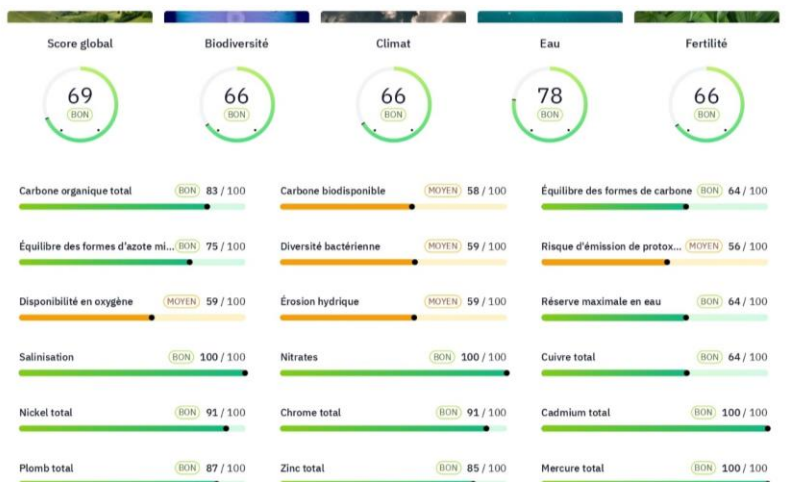 Score global
Biodiversité
Climat
Eau
Fertilité
69
BON
66
BON
66
BON
78
BON
66
BON
Carbone organique total BON 83 / 100
Carbone biodisponible MOYEN 58 / 100
Équilibre des formes de carbone BON 64 / 100
Équilibre des formes d'azote mi... BON 75 / 100
Diversité bactérienne MOYEN 59 / 100
Risque d'émission de protox... MOYEN 56 / 100
Disponibilité en oxygène MOYEN 59 / 100
Érosion hydrique MOYEN 59 / 100
Réserve maximale en eau BON 64 / 100
Salinisation BON 100 / 100
Nitrates BON 100 / 100
Cuivre total BON 64 / 100
Nickel total BON 91 / 100
Chrome total BON 91 / 100
Cadmium total BON 100 / 100
Plomb total BON 87 / 100
Zinc total BON 85 / 100
Mercure total BON 100 / 100